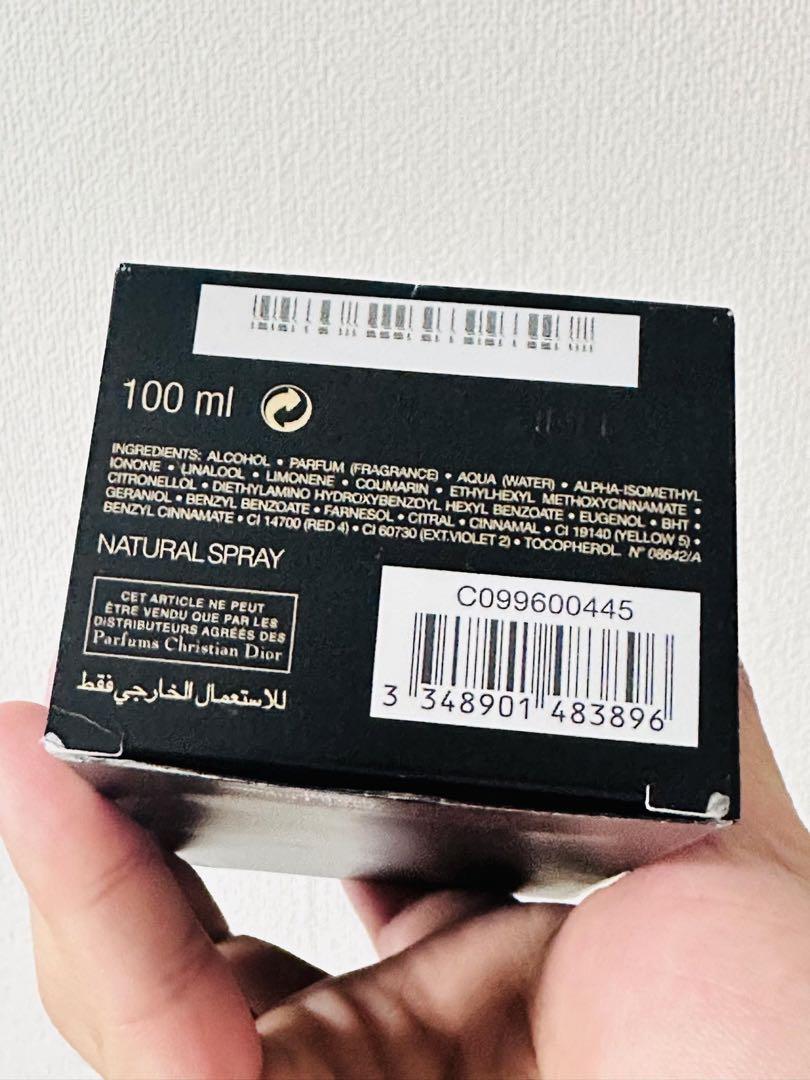 100 ml
INGREDIENTS: ALCOHOL • PARFUM (FRAGRANCE) • AQUA (WATER) • ALPHA-ISOMETHYL
IONONE • LINALOOL • LIMONENE • COUMARIN • ETHYLHEXYL METHOXYCINNAMATE •
CITRONELLOL • DIETHYLAMINO HYDROXYBENZOYL HEXYL BENZOATE • EUGENOL • BHT •
GERANIOL • BENZYL BENZOATE • FARNESOL • CITRAL • CINNAMAL • CI 19140 (YELLOW 5) •
BENZYL CINNAMATE • CI 14700 (RED 4) • CI 60730 (EXT.VIOLET 2) • TOCOPHEROL. N° 08642/A
NATURAL SPRAY
CET ARTICLE NE PEUT
ÊTRE VENDU QUE PAR LES
DISTRIBUTEURS AGRÉÉS DES
Parfums Christian Dior
للاستعمال الخارجي فقط
C099600445
3 348901 483896